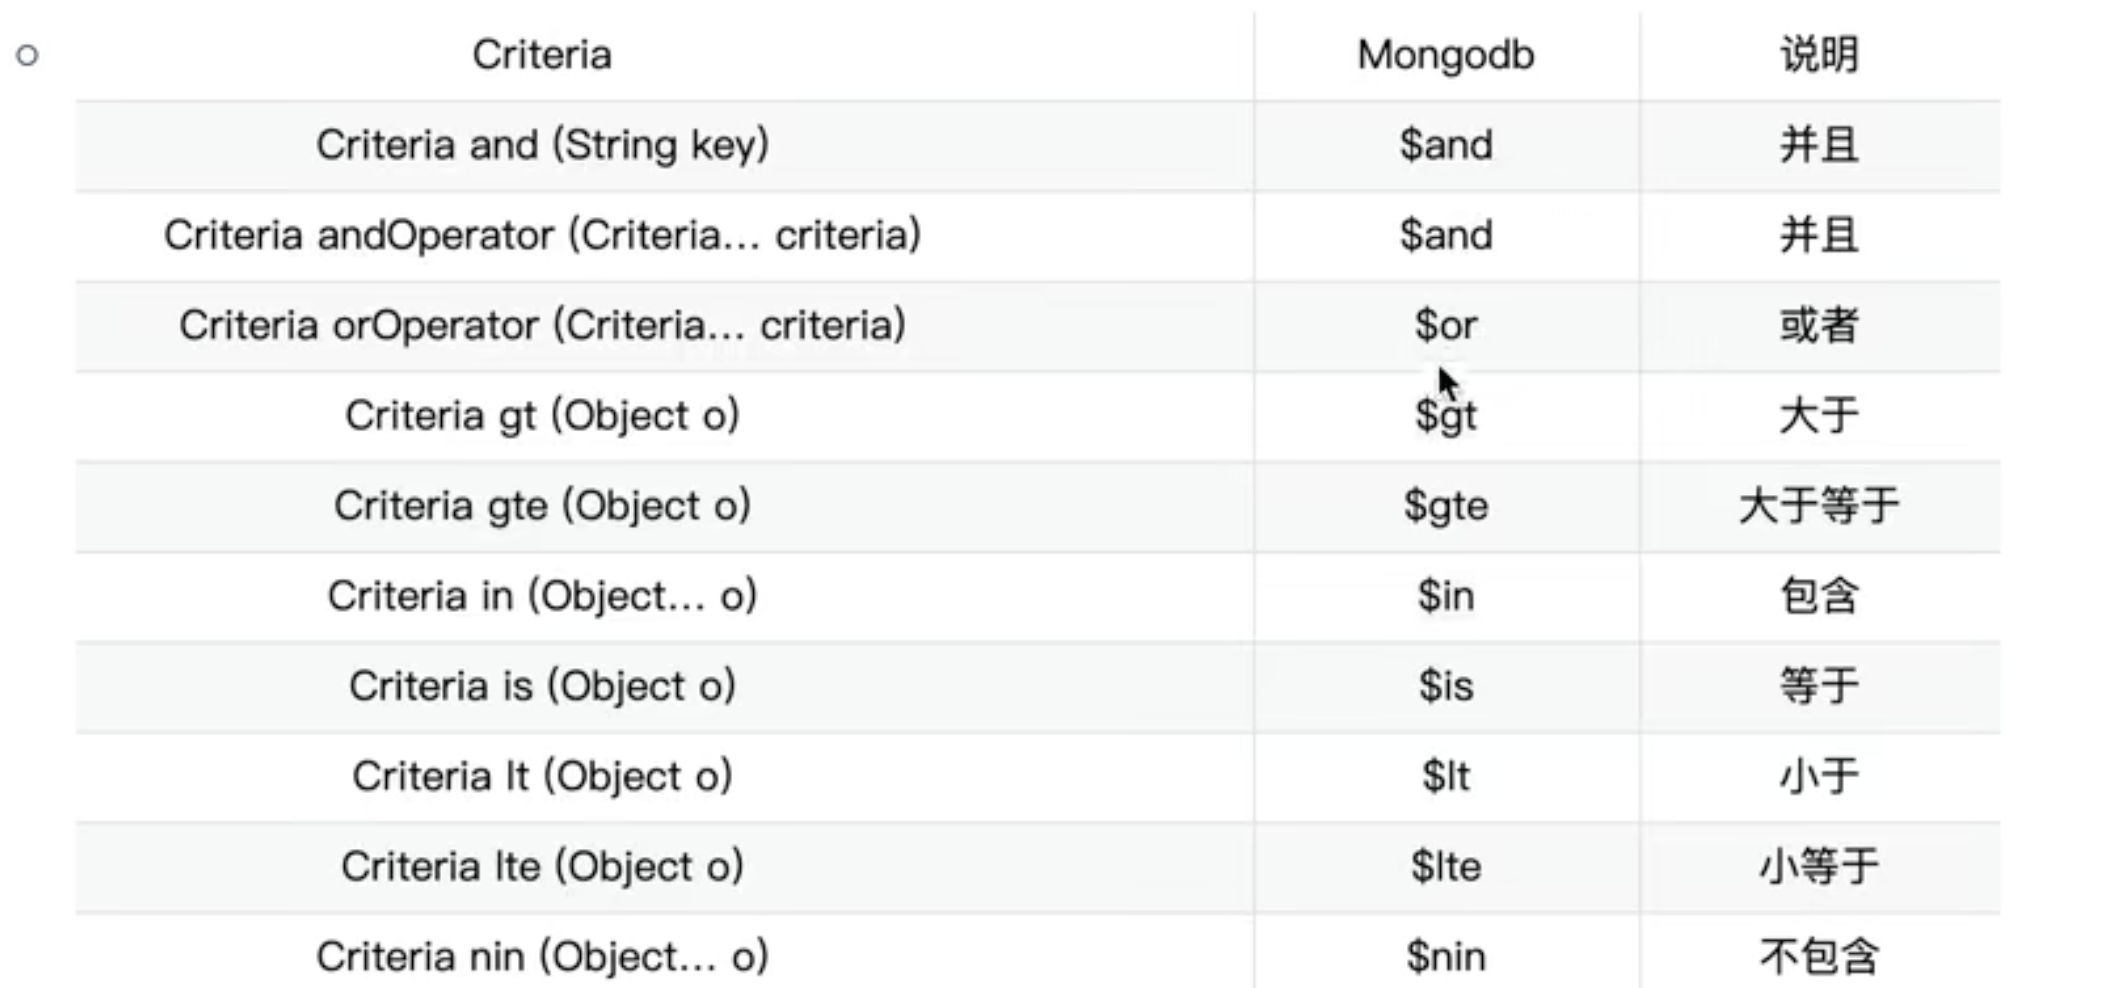 Criteria Mongodb 说明
Criteria and (String key) $and 并且
Criteria andOperator (Criteria… criteria) $and 并且
Criteria orOperator (Criteria… criteria) $or 或者
Criteria gt (Object o) $gt 大于
Criteria gte (Object o) $gte 大于等于
Criteria in (Object… o) $in 包含
Criteria is (Object o) $is 等于
Criteria lt (Object o) $lt 小于
Criteria lte (Object o) $lte 小等于
Criteria nin (Object… o) $nin 不包含